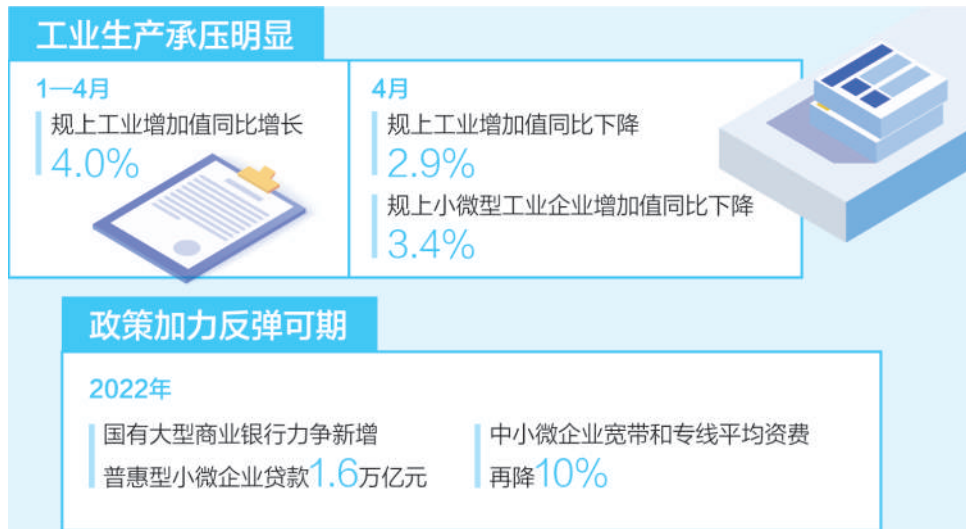 工业生产承压明显
1—4月
规上工业增加值同比增长
4.0%
4月
规上工业增加值同比下降
2.9%
规上小微型工业企业增加值同比下降
3.4%
政策加力反弹可期
2022年
国有大型商业银行力争新增
普惠型小微企业贷款1.6万亿元
中小微企业宽带和专线平均资费
再降10%